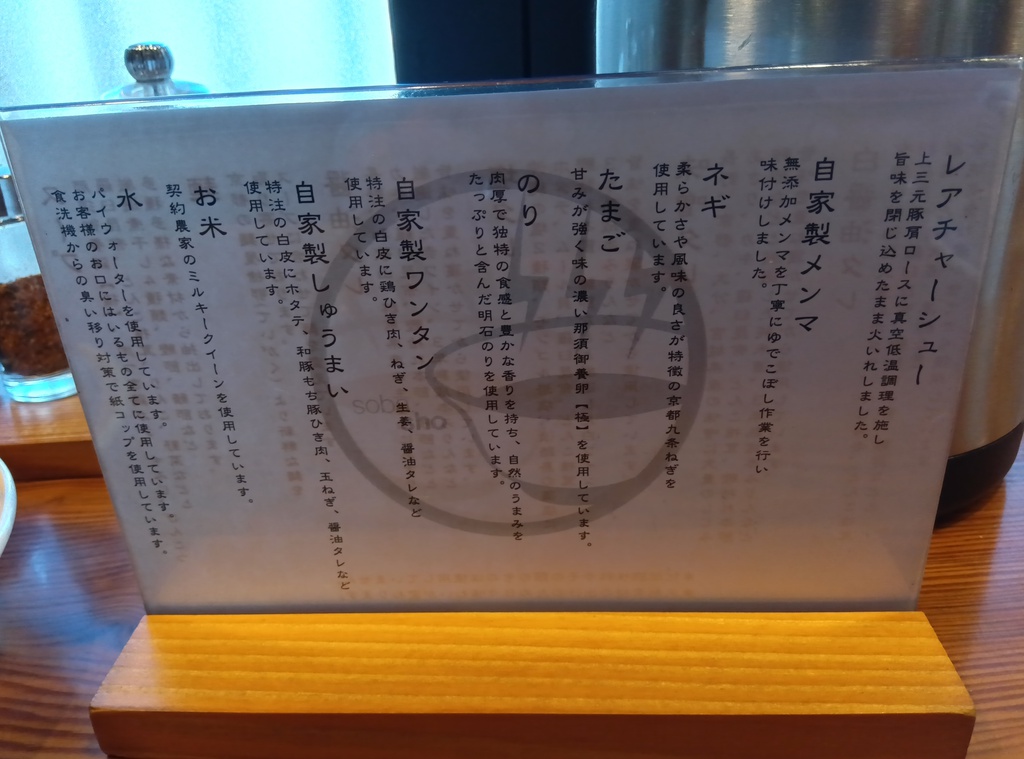 レアチャーシュー
上三元豚肩ロースに真空低温調理を施し
旨味を閉じ込めたまま火いれしました。
自家製メンマ
無添加メンマを丁寧にゆでこぼし作業を行い
味付けしました。
ネギ
柔らかさや風味の良さが特徴の京都九条ねぎを
使用しています。
たまご
甘みが強く味の濃い那須御養卵【極】を使用しています。
のり
肉厚で独特の食感と豊かな香りを持ち、自然のうまみを
たっぷりと含んだ明石のりを使用しています。
自家製ワンタン
特注の白皮に鶏ひき肉、ねぎ、生姜、醤油タレなど
使用しています。
自家製しゅうまい
特注の白皮にホタテ、和豚もち豚ひき肉、玉ねぎ、醤油タレなど
使用しています。
お米
契約農家のミルキークイーンを使用しています。
水
パイウォーターを使用しています。
お客様のお口にはいるもの全てに使用しています。
食洗機からの臭い移り対策で紙コップを使用しています。